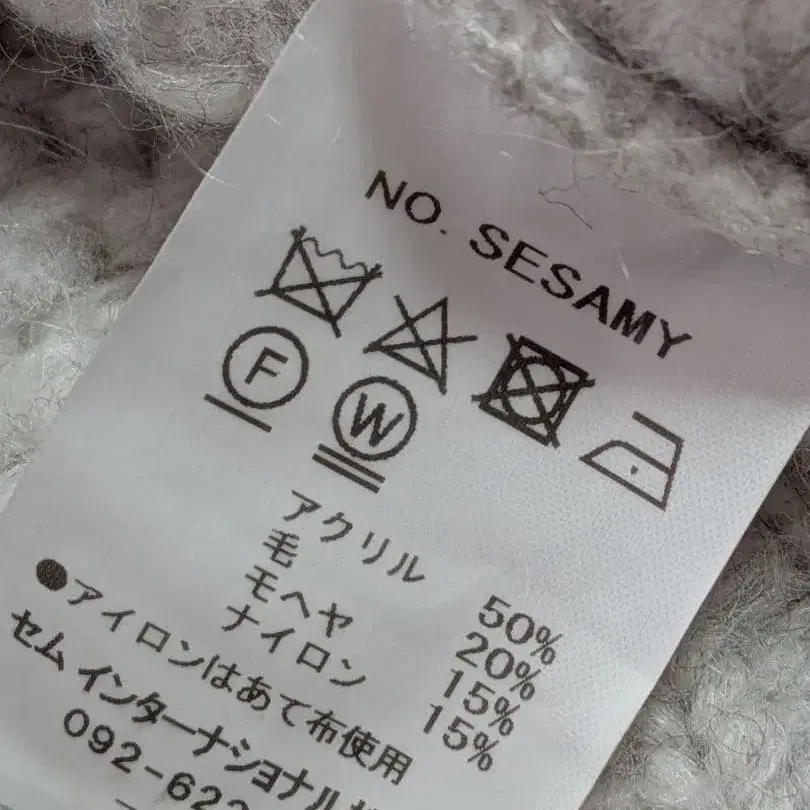 NO. SESAMY
F
W
アクリル 50%
毛 20%
モヘヤ 15%
ナイロン 15%
●アイロンはあて布使用
セム インターナショナル
092-622